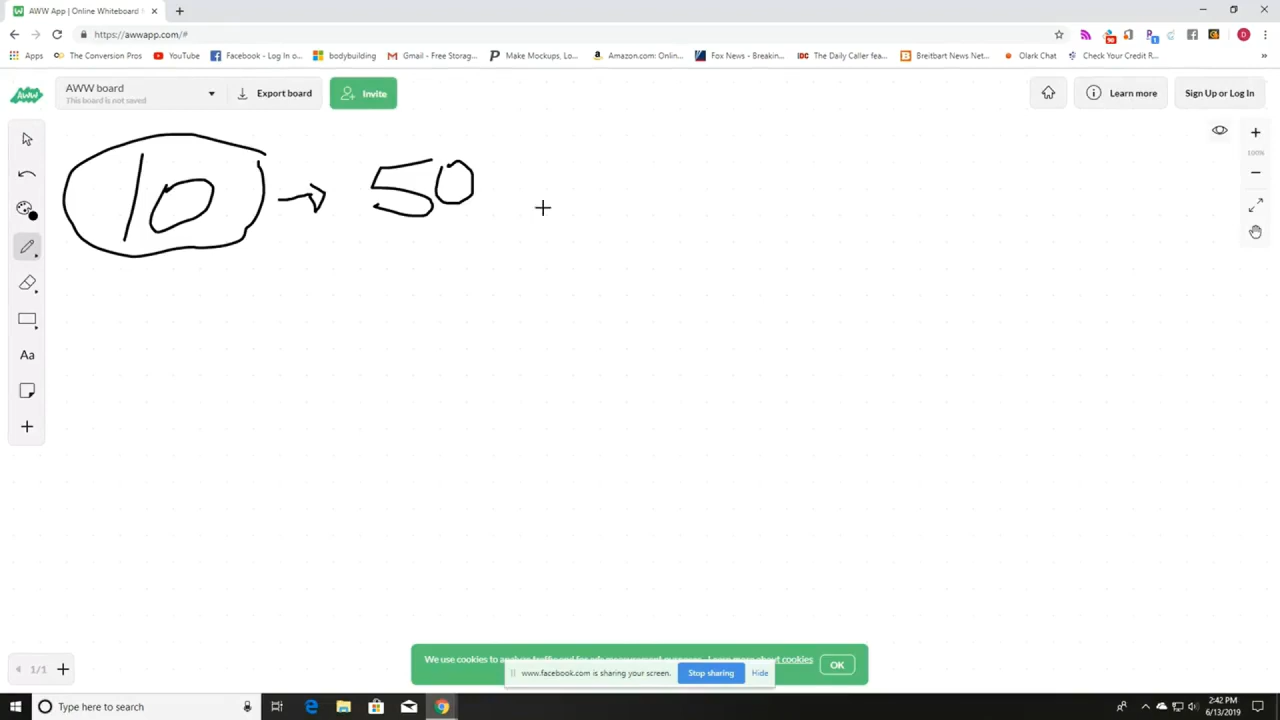 AWW App | Online Whiteboard
https://awwapp.com/#
Apps The Conversion Pros YouTube Facebook - Log In o... bodybuilding Gmail - Free Storag... Make Mockups, Lo... Amazon.com: Onlin... Fox News - Breakin... The Daily Caller fea... Breitbart News Net... Olark Chat Check Your Credit R... »
AWW board
This board is not saved
Export board
Invite
Learn more
Sign Up or Log In
100%
10 → 50
Aa
1/1
We use cookies to
cookies
OK
www.facebook.com is sharing your screen.
Stop sharing
Hide
Type here to search
2:42 PM
6/13/2019